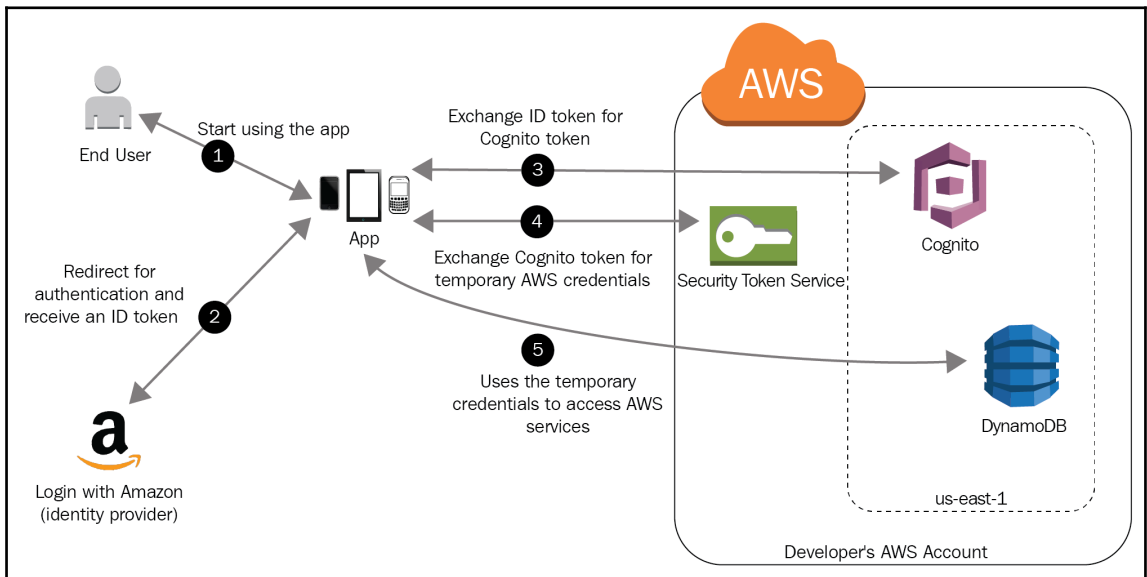 AWS
End User
Start using the app
1
Exchange ID token for
Cognito token
3
4
App
Cognito
Redirect for
authentication and
receive an ID token
2
Exchange Cognito token for
temporary AWS credentials
Security Token Service
5
Uses the temporary
credentials to access AWS
services
DynamoDB
a
Login with Amazon
(identity provider)
us-east-1
Developer's AWS Account